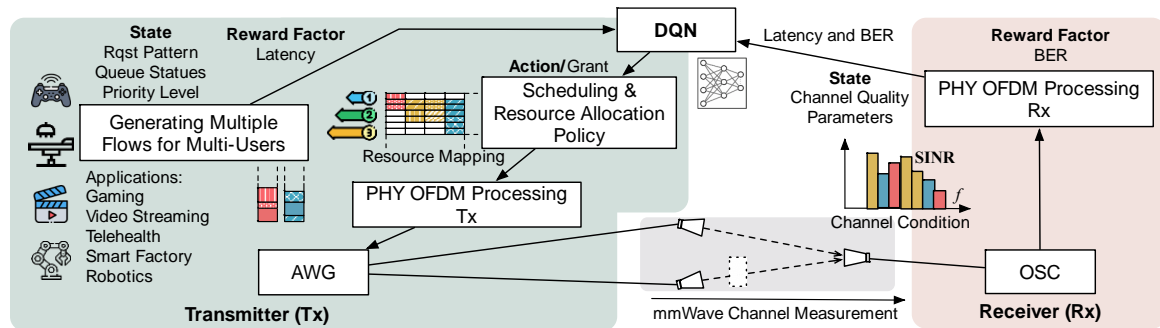 State
Rqst Pattern
Queue Statues
Priority Level
Reward Factor
Latency
DQN
Latency and BER
Reward Factor
BER
Action/Grant
Scheduling &
Resource Allocation
Policy
State
Channel Quality
Parameters
PHY OFDM Processing
Rx
Generating Multiple
Flows for Multi-Users
1
2
3
Resource Mapping
SINR
f
Channel Condition
Applications:
Gaming
Video Streaming
Telehealth
Smart Factory
Robotics
PHY OFDM Processing
Tx
AWG
OSC
Transmitter (Tx)
mmWave Channel Measurement
Receiver (Rx)